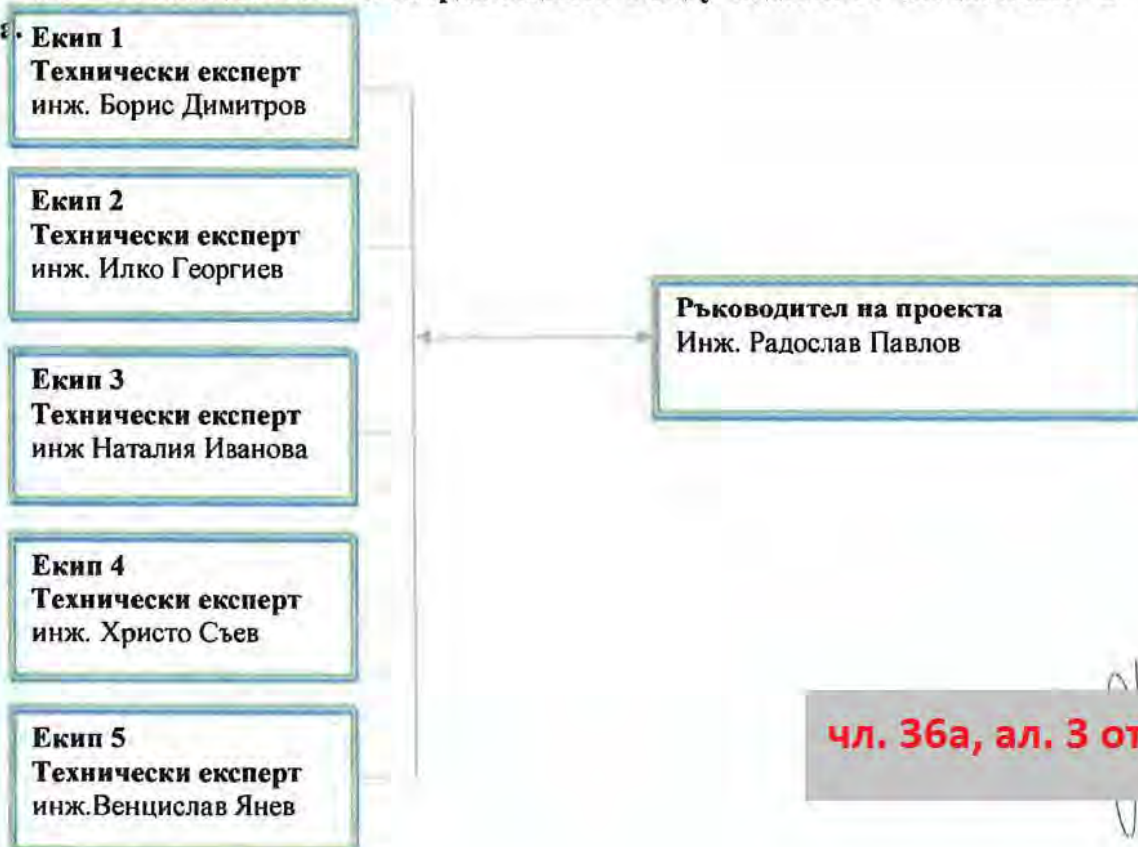 Екип 1
Технически експерт
инж. Борис Димитров
Екип 2
Технически експерт
инж. Илко Георгиев
Екип 3
Технически експерт
инж Наталия Иванова
Екип 4
Технически експерт
инж. Христо Съев
Екип 5
Технически експерт
инж.Венцислав Янев
Ръководител на проекта
Инж. Радослав Павлов
чл. 36а, ал. 3 от